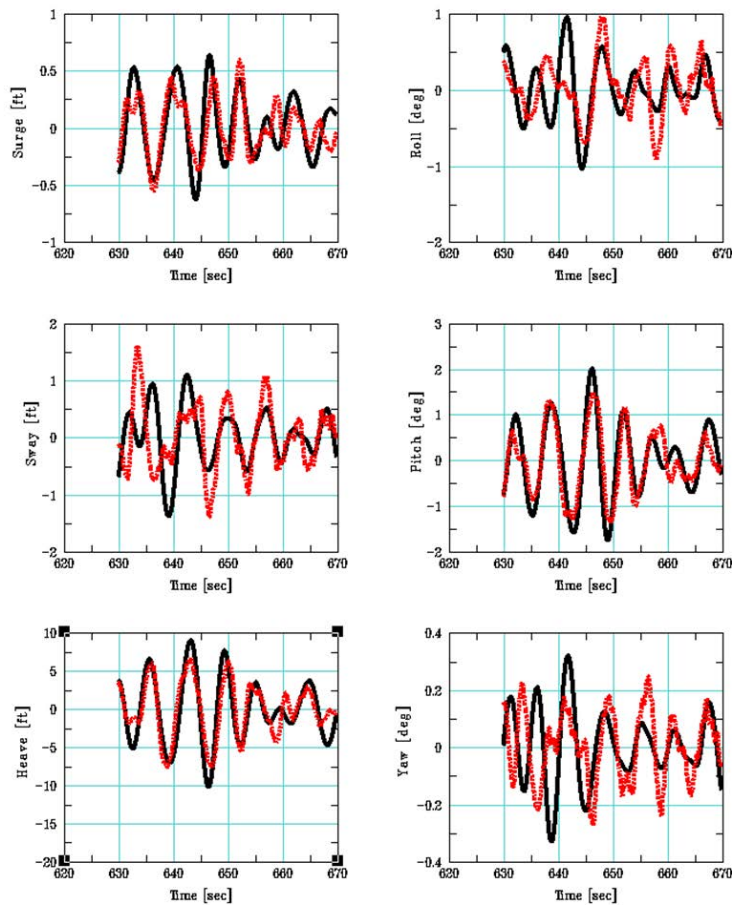 1
0.5
0
-0.5
-1
Surge [ft]
620 630 640 650 660 670
Time [sec]
1
0
-1
-2
Roll [deg]
620 630 640 650 660 670
Time [sec]
2
1
0
-1
-2
Sway [ft]
620 630 640 650 660 670
Time [sec]
3
2
1
0
-1
-2
Pitch [deg]
620 630 640 650 660 670
Time [sec]
10
5
0
-5
-10
-15
-20
Heave [ft]
620 630 640 650 660 670
Time [sec]
0.4
0.2
0
-0.2
-0.4
Yaw [deg]
620 630 640 650 660 670
Time [sec]